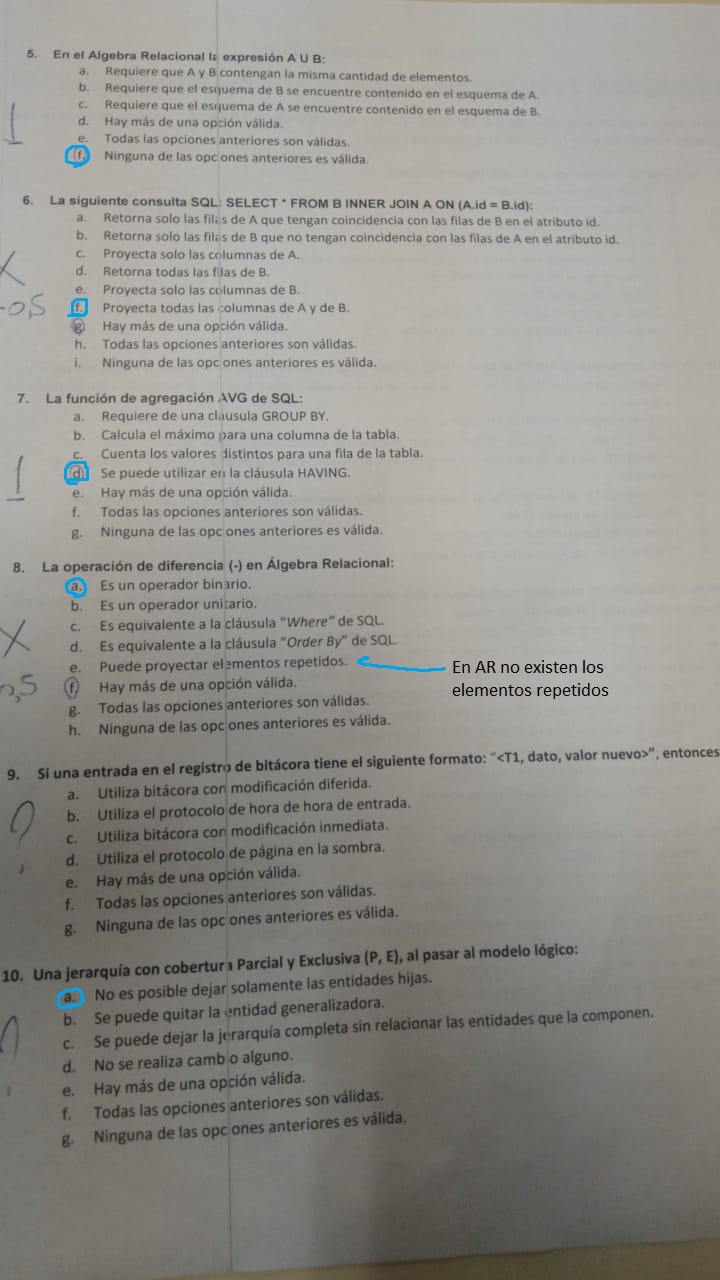 5. En el Algebra Relacional la expresión A U B:
a. Requiere que A y B contengan la misma cantidad de elementos.
b. Requiere que el esquema de B se encuentre contenido en el esquema de A.
c. Requiere que el esquema de A se encuentre contenido en el esquema de B.
d. Hay más de una opción válida.
1
e. Todas las opciones anteriores son válidas.
f. Ninguna de las opciones anteriores es válida.
6. La siguiente consulta SQL: SELECT * FROM B INNER JOIN A ON (A.id = B.id):
a. Retorna solo las filas de A que tengan coincidencia con las filas de B en el atributo id.
b. Retorna solo las filas de B que no tengan coincidencia con las filas de A en el atributo id.
c. Proyecta solo las columnas de A.
X
d. Retorna todas las filas de B.
e. Proyecta solo las columnas de B.
-0,5
f. Proyecta todas las columnas de A y de B.
g. Hay más de una opción válida.
h. Todas las opciones anteriores son válidas.
i. Ninguna de las opciones anteriores es válida.
7. La función de agregación AVG de SQL:
a. Requiere de una clausula GROUP BY.
b. Calcula el máximo para una columna de la tabla.
c. Cuenta los valores distintos para una fila de la tabla.
1
d. Se puede utilizar en la cláusula HAVING.
e. Hay más de una opción válida.
f. Todas las opciones anteriores son válidas.
g. Ninguna de las opciones anteriores es válida.
8. La operación de diferencia (-) en Álgebra Relacional:
a. Es un operador binario.
b. Es un operador unitario.
c. Es equivalente a la cláusula "Where" de SQL.
X
d. Es equivalente a la cláusula "Order By" de SQL.
e. Puede proyectar elementos repetidos.
En AR no existen los
elementos repetidos
0,5
f. Hay más de una opción válida.
g. Todas las opciones anteriores son válidas.
h. Ninguna de las opciones anteriores es válida.
9. Si una entrada en el registro de bitácora tiene el siguiente formato: "<T1, dato, valor nuevo>", entonces
a. Utiliza bitácora con modificación diferida.
b. Utiliza el protocolo de hora de hora de entrada.
c. Utiliza bitácora con modificación inmediata.
d. Utiliza el protocolo de página en la sombra.
e. Hay más de una opción válida.
f. Todas las opciones anteriores son válidas.
g. Ninguna de las opciones anteriores es válida.
10. Una jerarquía con cobertura Parcial y Exclusiva (P, E), al pasar al modelo lógico:
a. No es posible dejar solamente las entidades hijas.
b. Se puede quitar la entidad generalizadora.
c. Se puede dejar la jerarquía completa sin relacionar las entidades que la componen.
d. No se realiza cambio alguno.
e. Hay más de una opción válida.
f. Todas las opciones anteriores son válidas.
g. Ninguna de las opciones anteriores es válida.